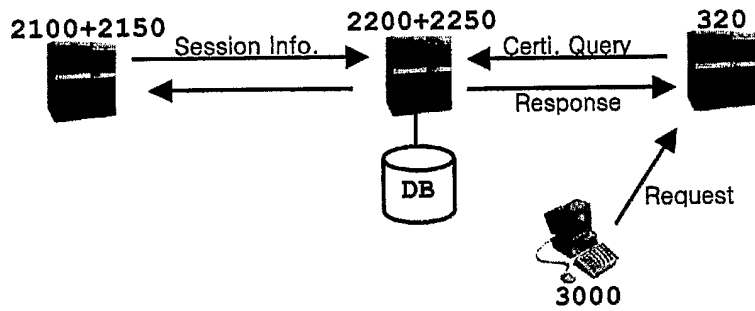 2100+2150
2200+2250
320
Session Info.
Certi. Query
Response
DB
Request
3000